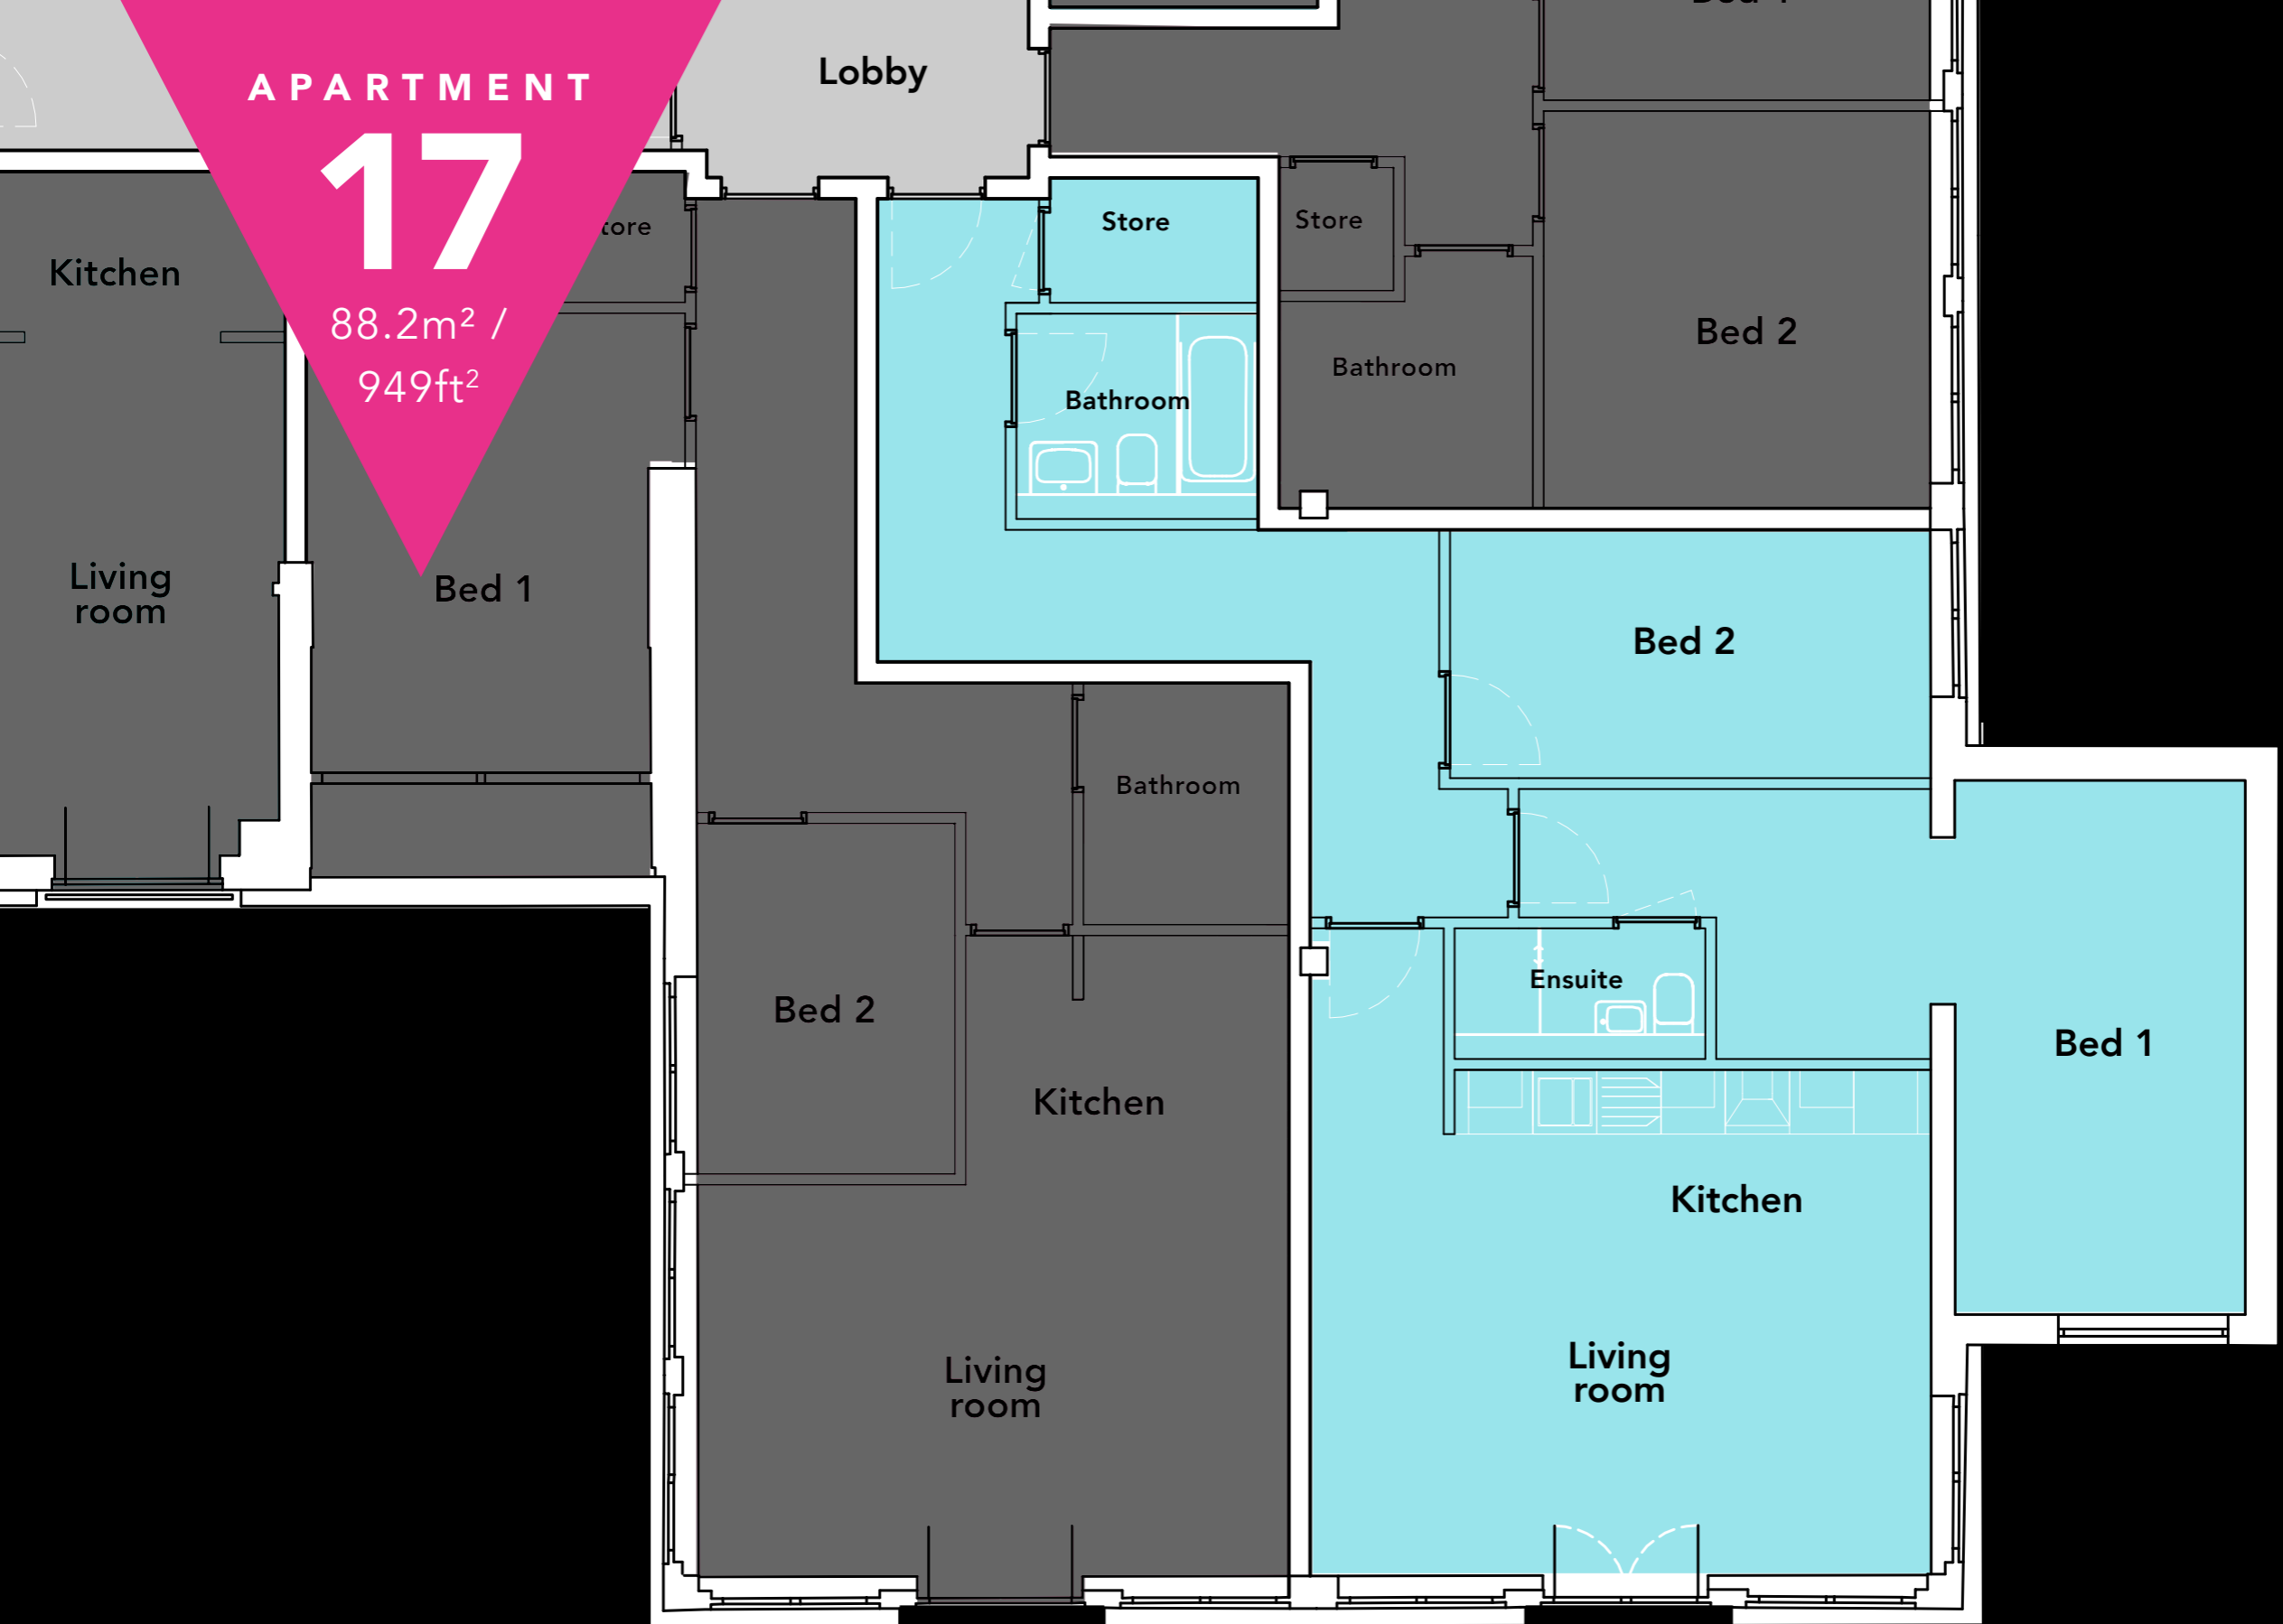 APARTMENT
17
88.2m² /
949ft²
Lobby
Kitchen
Living
room
Bed 1
Store
Bathroom
Store
Bathroom
Bed 2
Bed 2
Bathroom
Bed 2
Kitchen
Living
room
Ensuite
Bed 1
Kitchen
Living
room